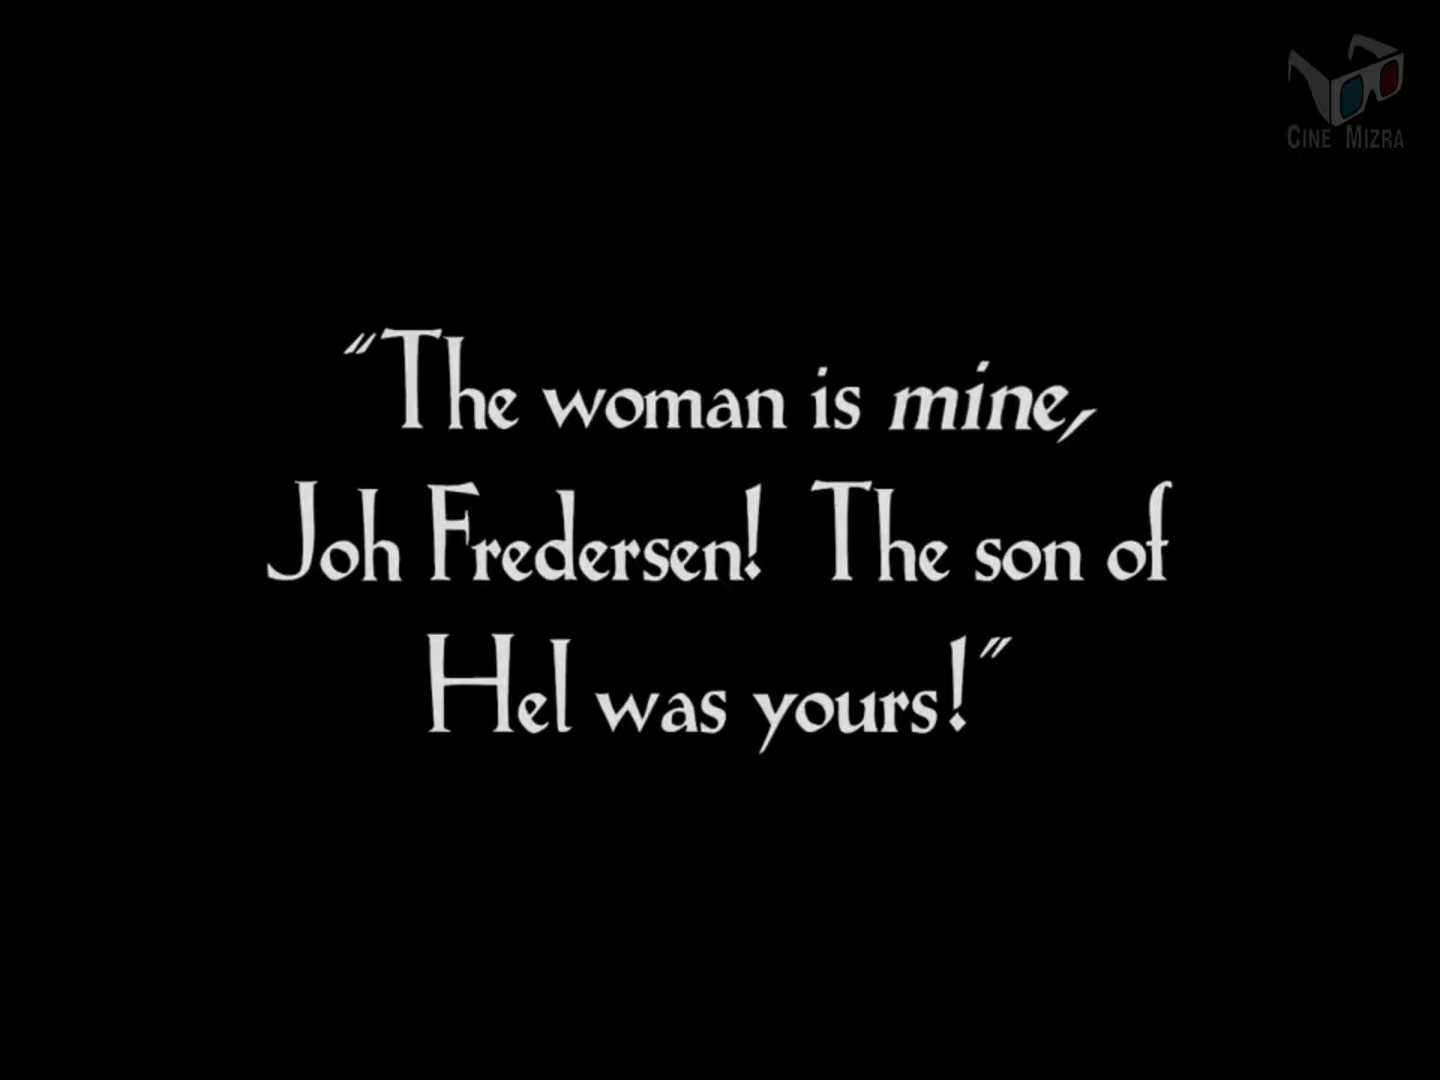 CINE MIZRA
"The woman is mine,
Joh Fredersen! The son of
Hel was yours!"